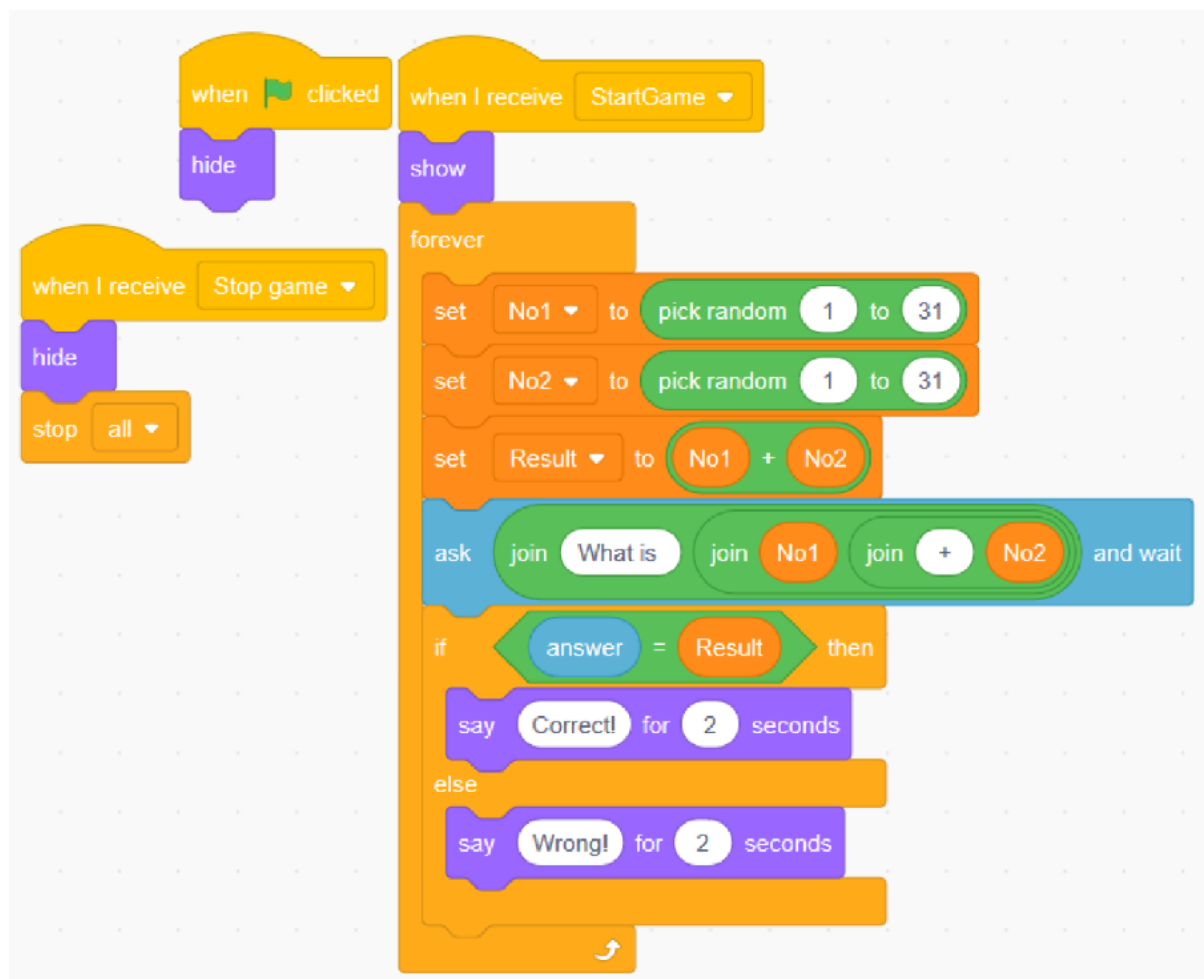 when clicked
hide
when I receive Stop game
hide
stop all
when I receive StartGame
show
forever
set No1 to pick random 1 to 31
set No2 to pick random 1 to 31
set Result to No1 + No2
ask join What is join No1 join + No2 and wait
if answer = Result then
say Correct! for 2 seconds
else
say Wrong! for 2 seconds